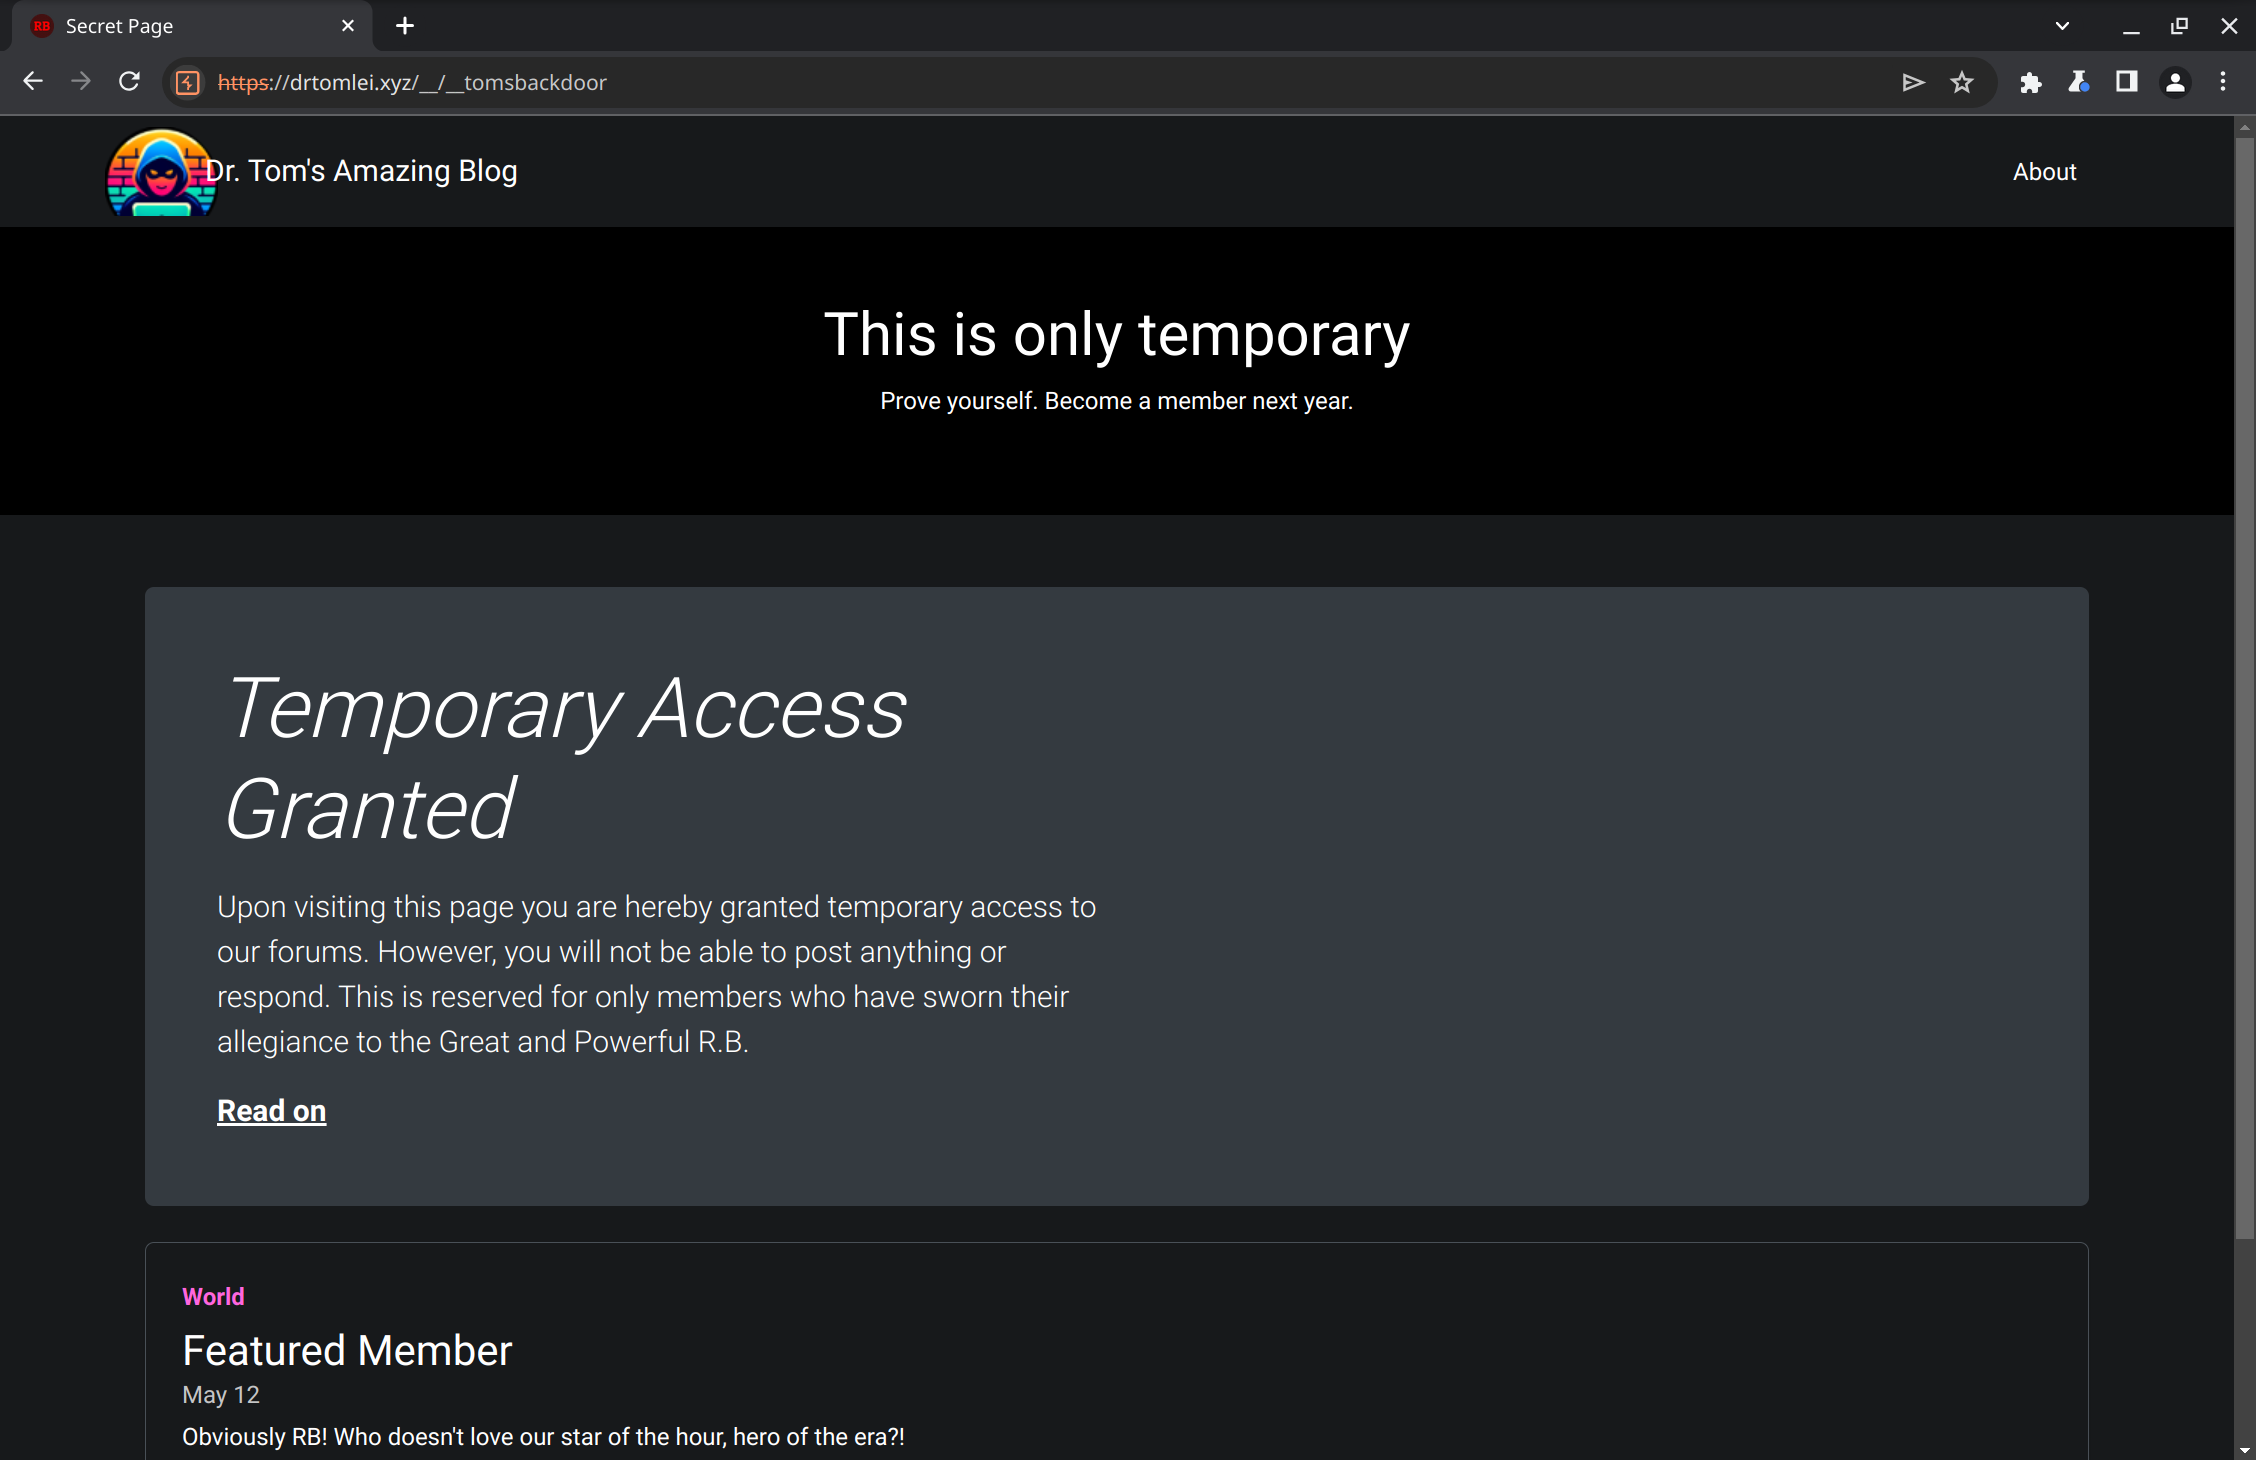 RB Secret Page
https://drtomlei.xyz/__/__tomsbackdoor
Dr. Tom's Amazing Blog
About
This is only temporary
Prove yourself. Become a member next year.
Temporary Access
Granted
Upon visiting this page you are hereby granted temporary access to
our forums. However, you will not be able to post anything or
respond. This is reserved for only members who have sworn their
allegiance to the Great and Powerful R.B.
Read on
World
Featured Member
May 12
Obviously RB! Who doesn't love our star of the hour, hero of the era?!